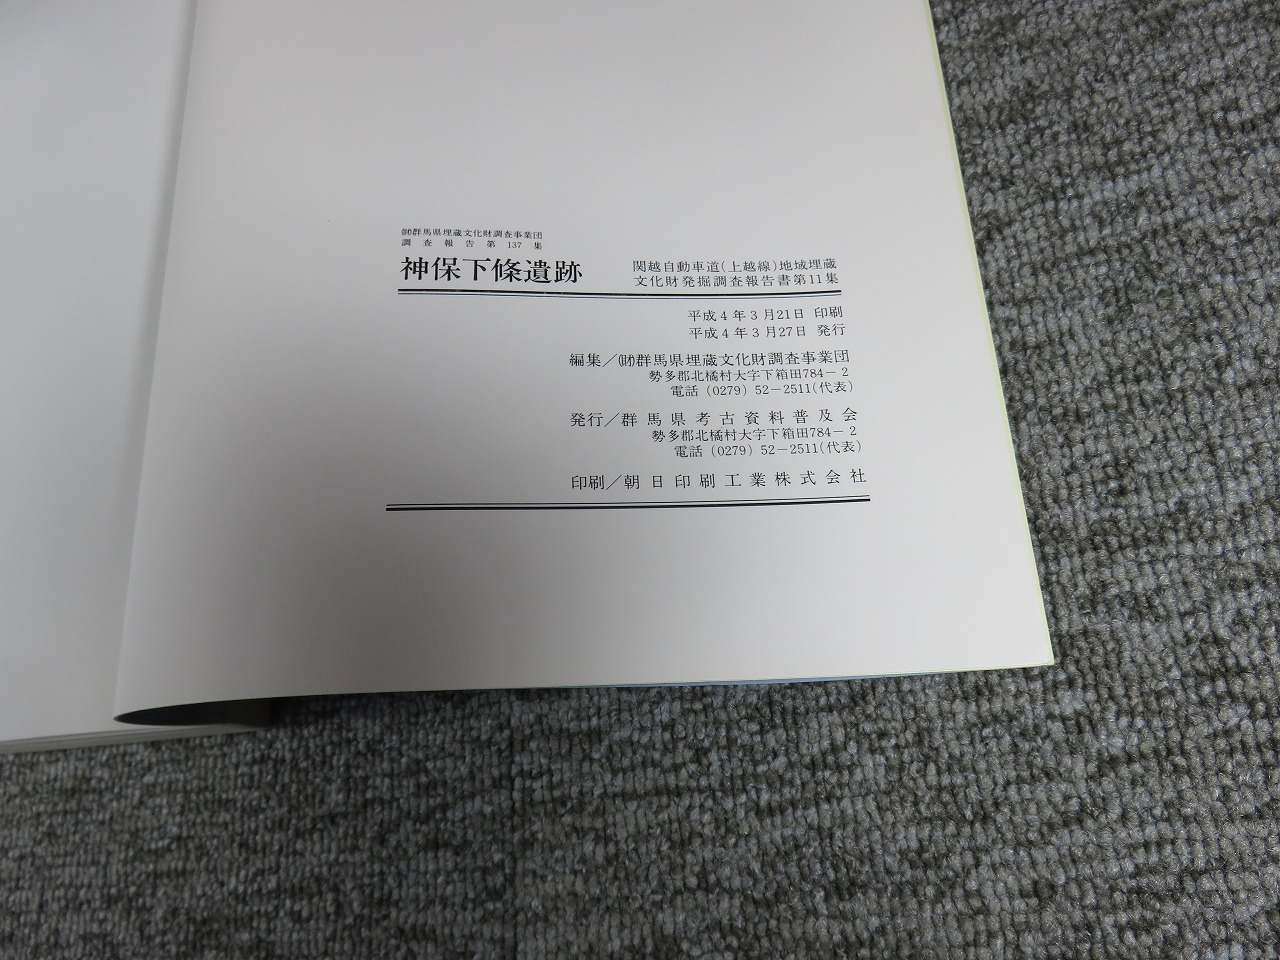 ㈶群馬県埋蔵文化財調査事業団
調査報告第137集
神保下條遺跡
関越自動車道(上越線)地域埋蔵
文化財発掘調査報告書第11集
平成4年3月21日 印刷
平成4年3月27日 発行
編集／㈶群馬県埋蔵文化財調査事業団
勢多郡北橘村大字下箱田784－2
電話（0279）52－2511(代表)
発行／群馬県考古資料普及会
勢多郡北橘村大字下箱田784－2
電話（0279）52－2511(代表)
印刷／朝日印刷工業株式会社